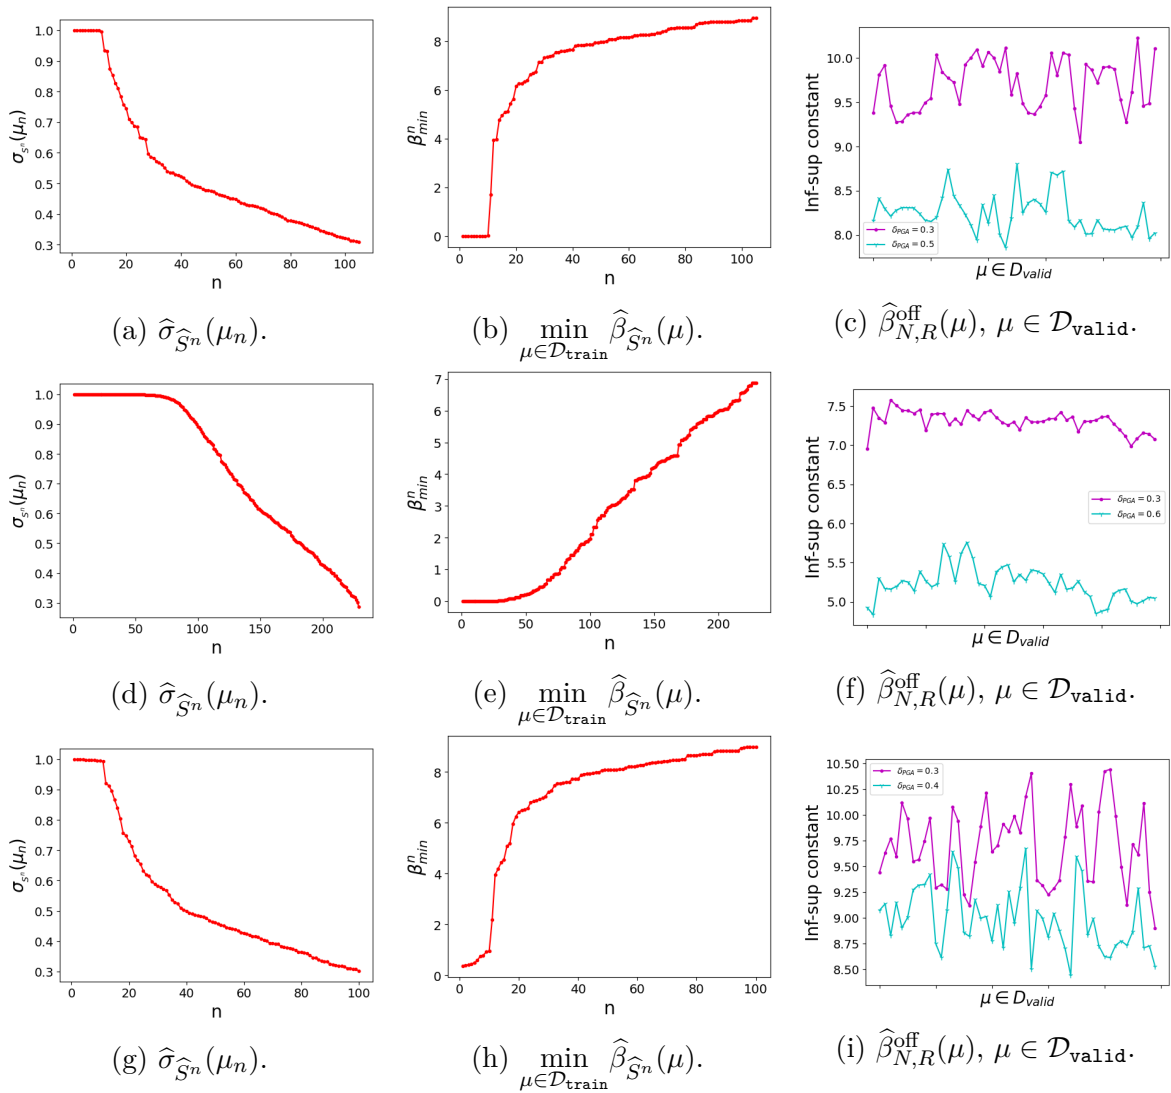 1.0
0.9
0.8
0.7
0.6
0.5
0.4
0.3
σ_{S^n}(μ_n)
0 20 40 60 80 100
n
(a) σ̂_{Ŝ^n}(μ_n).
8
6
4
2
0
β^n_{min}
0 20 40 60 80 100
n
(b) min_{μ∈D_train} β̂_{Ŝ^n}(μ).
10.0
9.5
9.0
8.5
8.0
Inf-sup constant
δ_{PGA} = 0.3
δ_{PGA} = 0.5
μ ∈ D_{valid}
(c) β̂^{off}_{N,R}(μ), μ ∈ D_valid.
1.0
0.9
0.8
0.7
0.6
0.5
0.4
0.3
σ_{S^n}(μ_n)
0 50 100 150 200
n
(d) σ̂_{Ŝ^n}(μ_n).
7
6
5
4
3
2
1
0
β^n_{min}
0 50 100 150 200
n
(e) min_{μ∈D_train} β̂_{Ŝ^n}(μ).
7.5
7.0
6.5
6.0
5.5
5.0
Inf-sup constant
δ_{PGA} = 0.3
δ_{PGA} = 0.6
μ ∈ D_{valid}
(f) β̂^{off}_{N,R}(μ), μ ∈ D_valid.
1.0
0.9
0.8
0.7
0.6
0.5
0.4
0.3
σ_{S^n}(μ_n)
0 20 40 60 80 100
n
(g) σ̂_{Ŝ^n}(μ_n).
8
6
4
2
0
β^n_{min}
0 20 40 60 80 100
n
(h) min_{μ∈D_train} β̂_{Ŝ^n}(μ).
10.50
10.25
10.00
9.75
9.50
9.25
9.00
8.75
8.50
Inf-sup constant
δ_{PGA} = 0.3
δ_{PGA} = 0.4
μ ∈ D_{valid}
(i) β̂^{off}_{N,R}(μ), μ ∈ D_valid.